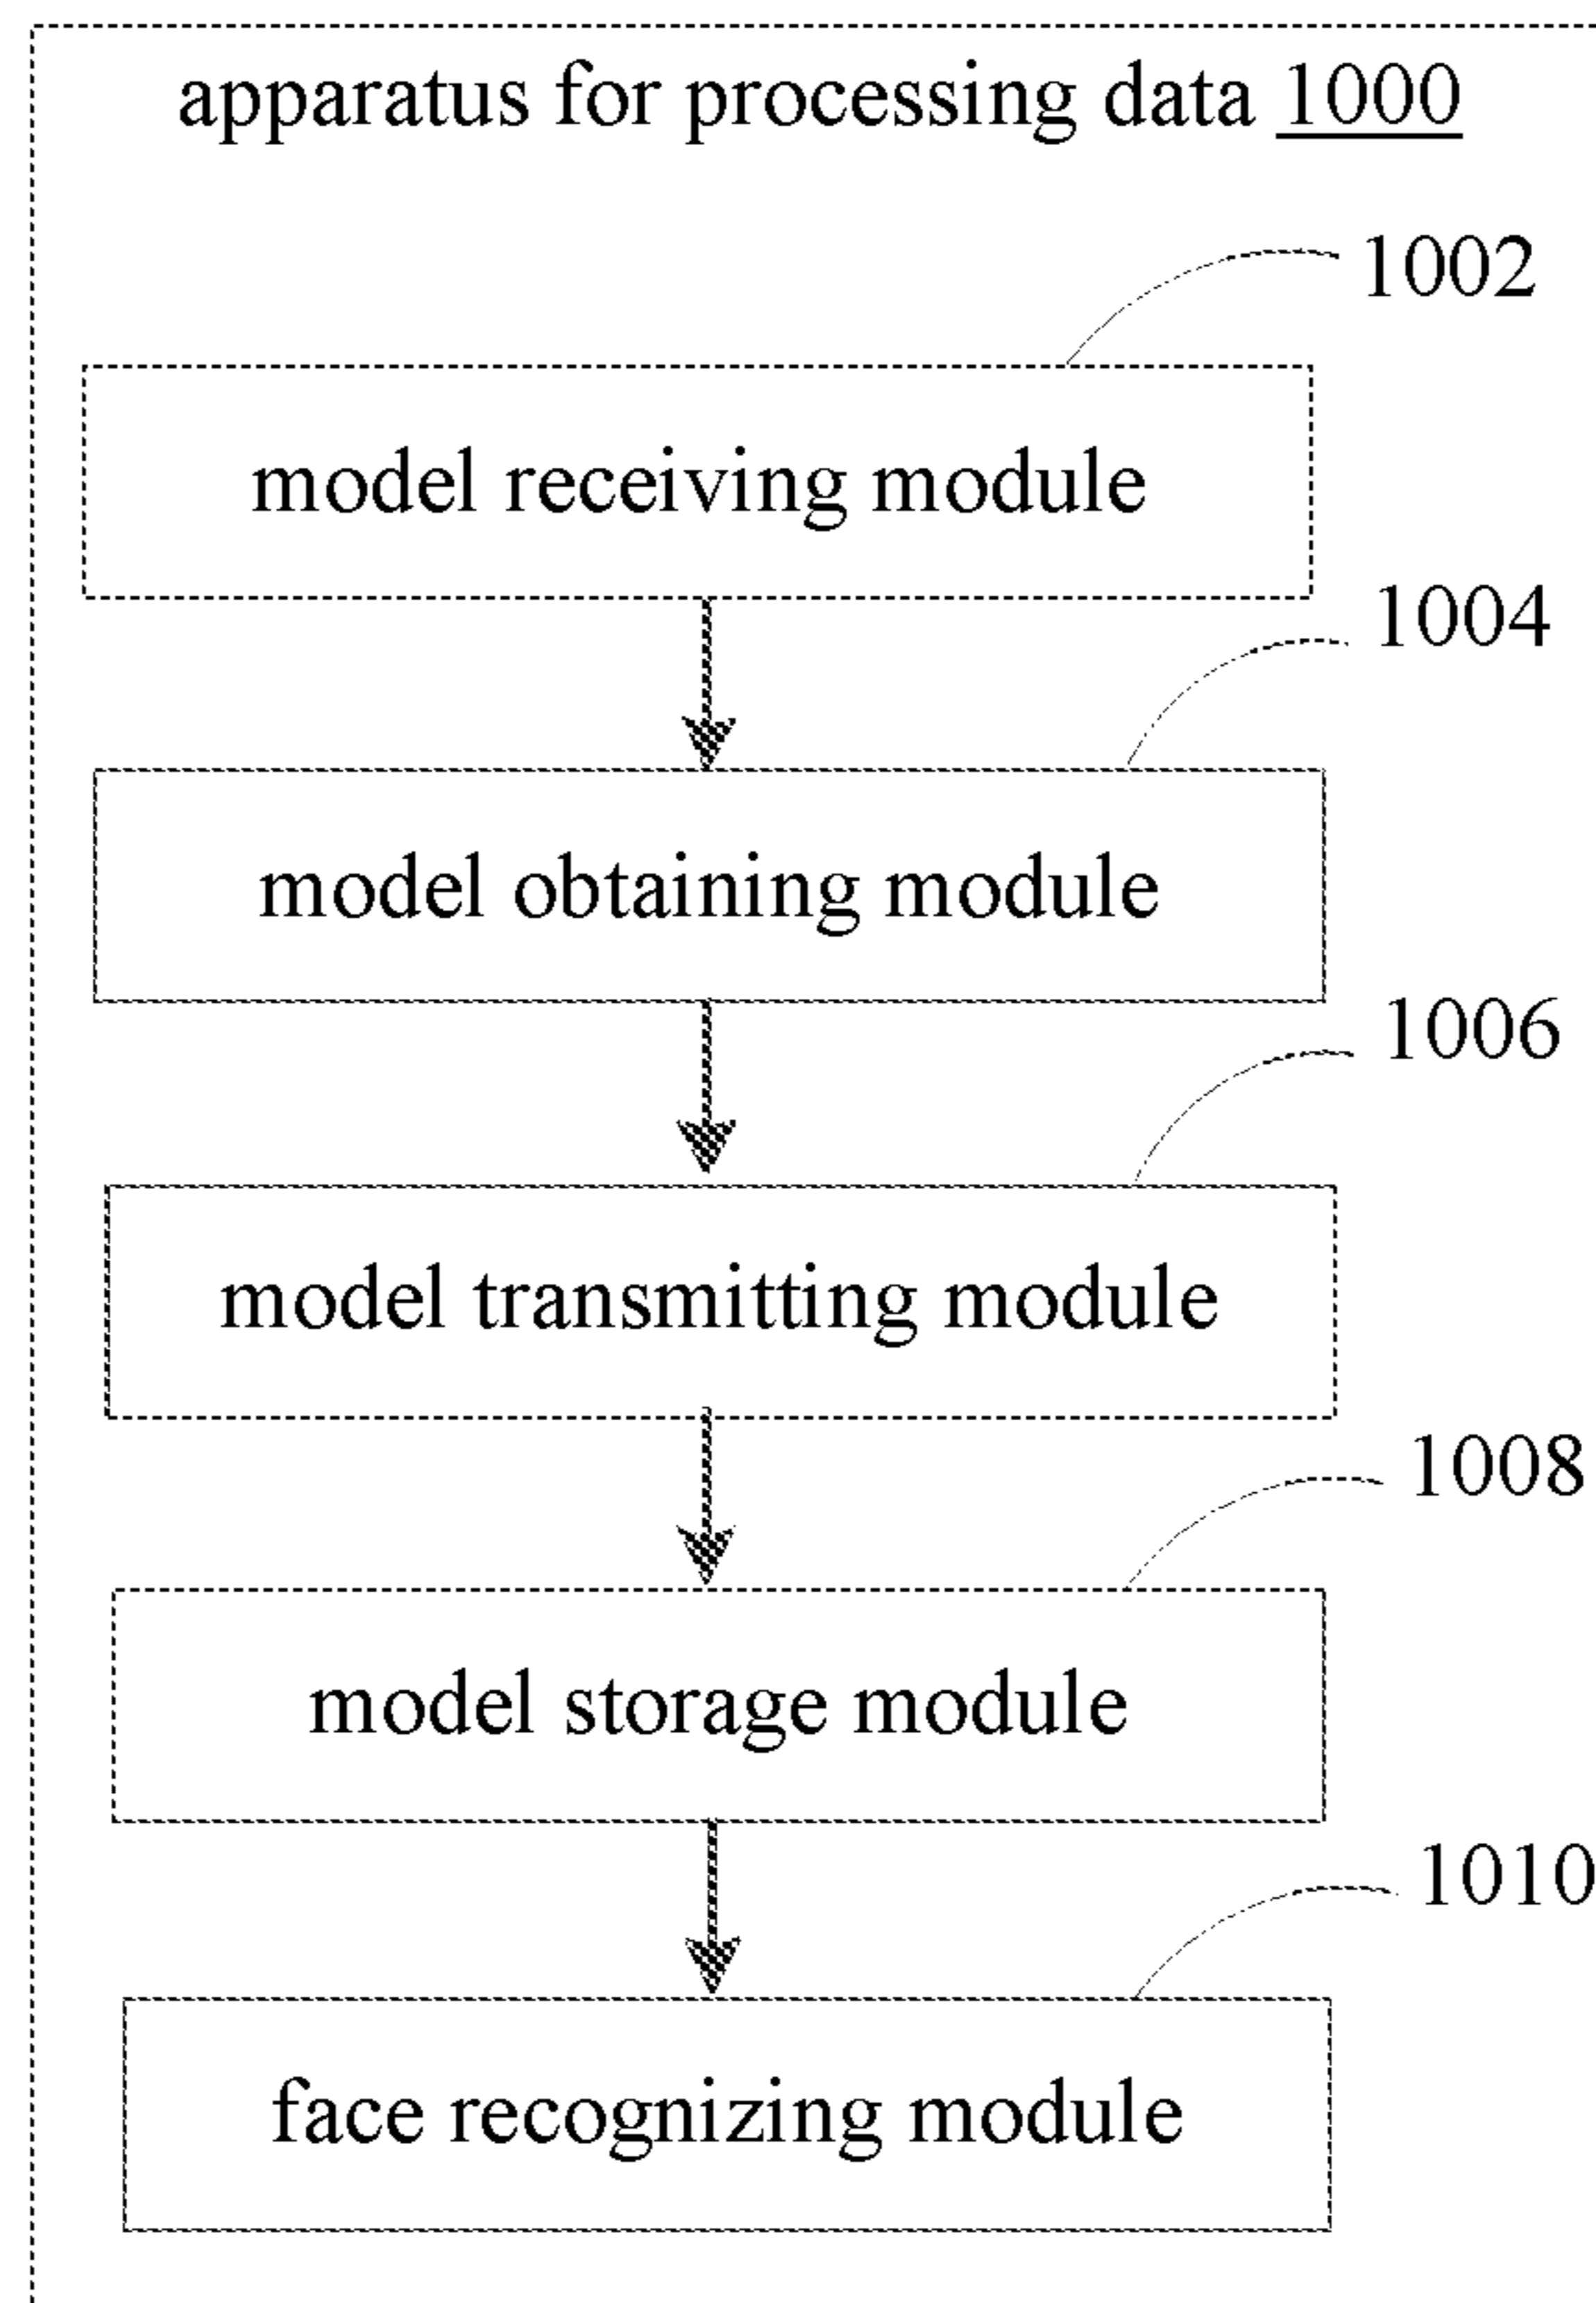 apparatus for processing data 1000
1002
model receiving module
1004
model obtaining module
1006
model transmitting module
1008
model storage module
1010
face recognizing module